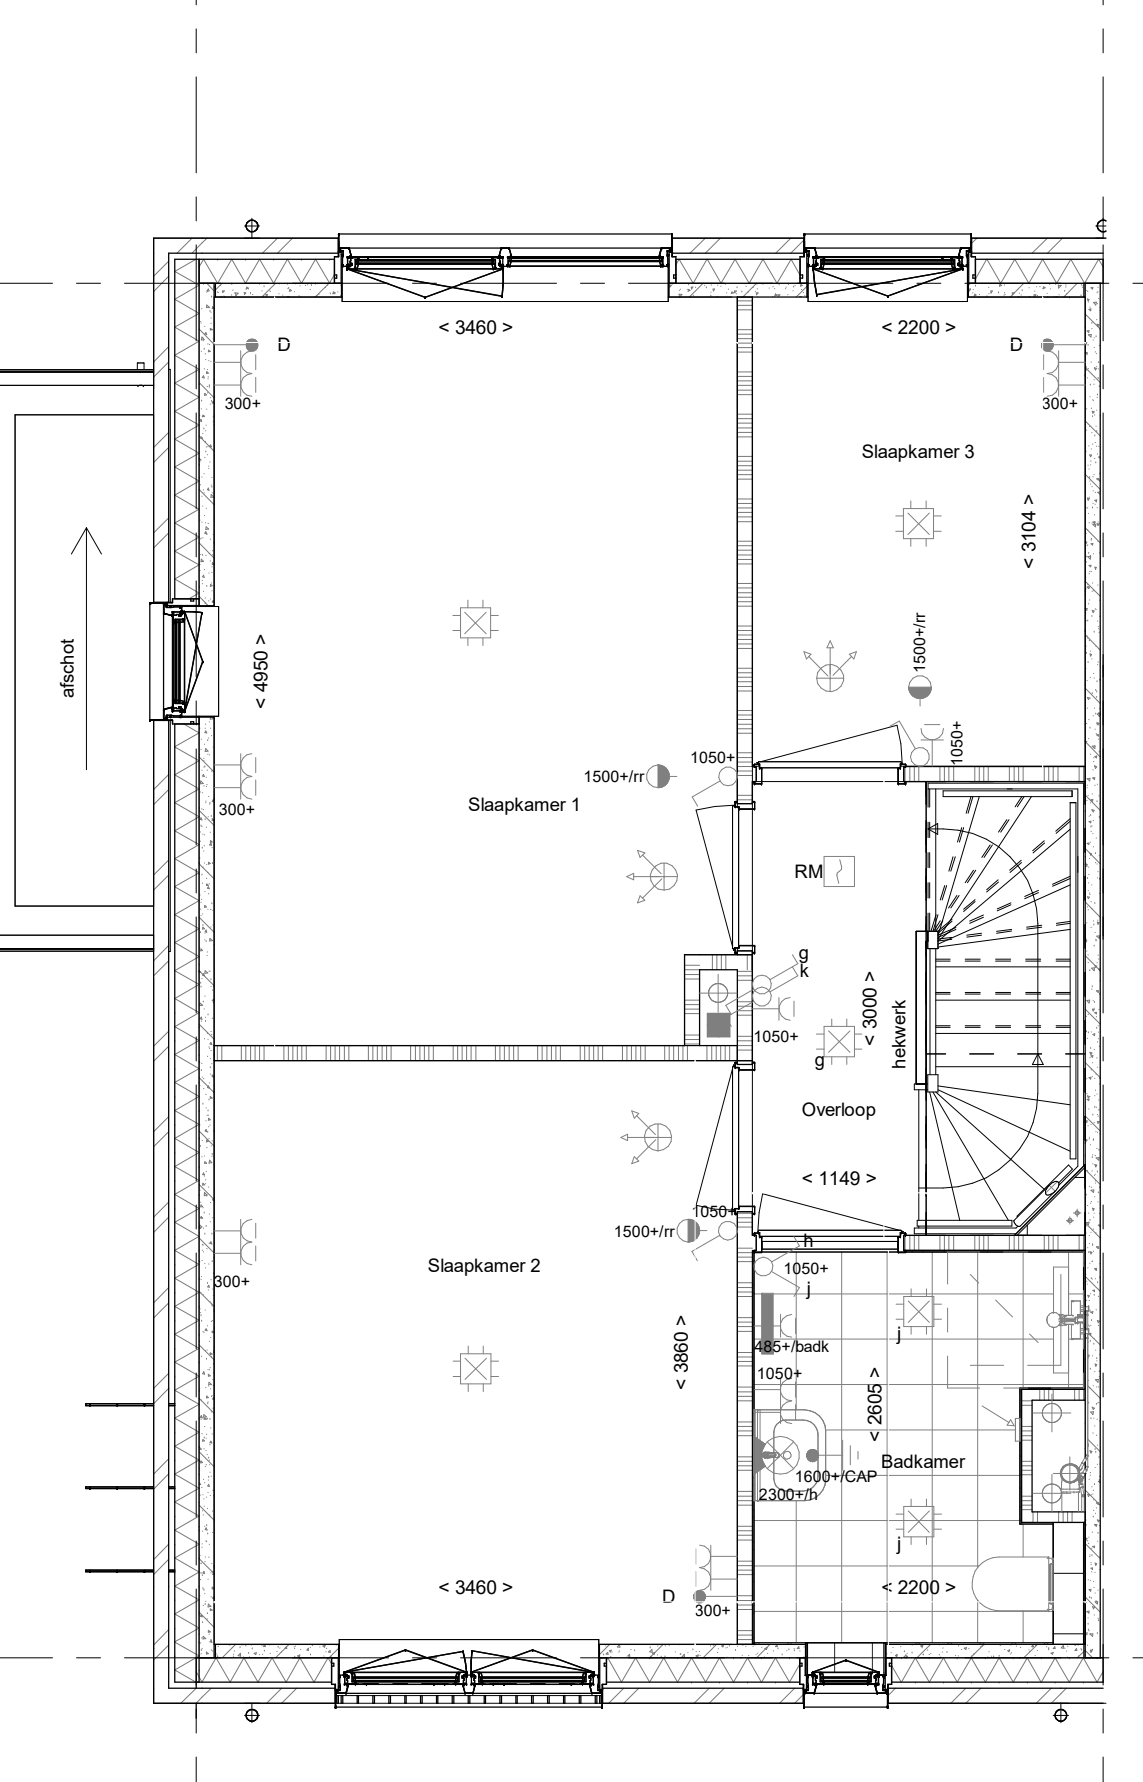 < 3460 >
< 2200 >
D
D
300+
300+
Slaapkamer 3
< 3104 >
1500+/rr
afschot
< 4950 >
1050+
1050+
1500+/rr
Slaapkamer 1
300+
RM
g
k
< 3000 >
hekwerk
1050+
g
Overloop
< 1149 >
1050+
1500+/rr
h
1050+
Slaapkamer 2
300+
j
j
485+/badk
< 3860 >
1050+
< 2605 >
Badkamer
1600+/CAP
2300+/h
j
< 3460 >
D
300+
< 2200 >